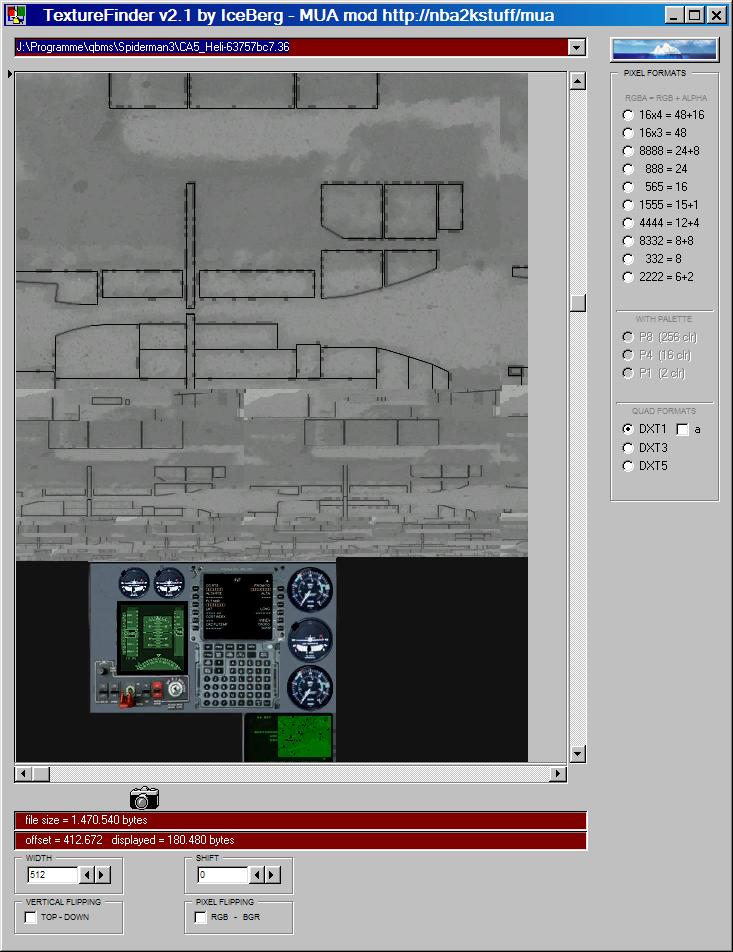 TextureFinder v2.1 by IceBerg - MUA mod http://nba2kstuff/mua
J:\Programme\qbms\Spiderman3\CA5_Heli-63757bc7.36
PIXEL FORMATS
RGBA = RGB + ALPHA
16x4 = 48+16
16x3 = 48
8888 = 24+8
888 = 24
565 = 16
1555 = 15+1
4444 = 12+4
8332 = 8+8
332 = 8
2222 = 6+2
WITH PALETTE
P8 (256 clr)
P4 (16 clr)
P1 (2 clr)
QUAD FORMATS
DXT1 a
DXT3
DXT5
file size = 1.470.540 bytes
offset = 412.672 displayed = 180.480 bytes
WIDTH
512
SHIFT
0
VERTICAL FLIPPING
TOP - DOWN
PIXEL FLIPPING
RGB - BGR